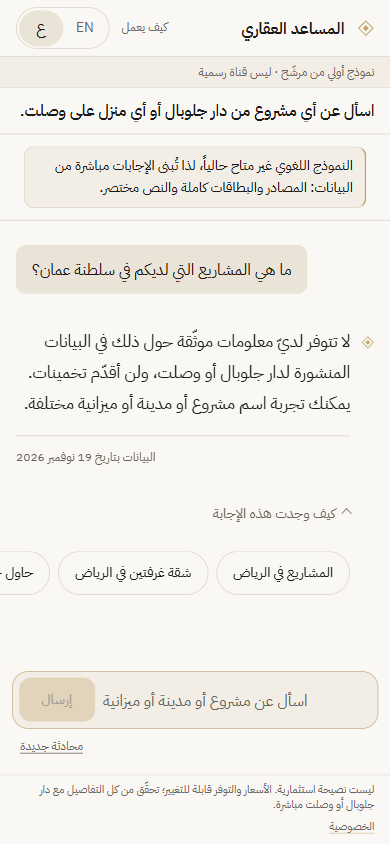 المساعد العقاري
كيف يعمل
EN
ع
نموذج أولي من مرشّح · ليس قناة رسمية
اسأل عن أي مشروع من دار جلوبال أو أي منزل على وصلت.
النموذج اللغوي غير متاح حالياً، لذا تُبنى الإجابات مباشرة من
البيانات: المصادر والبطاقات كاملة والنص مختصر.
ما هي المشاريع التي لديكم في سلطنة عمان؟
لا تتوفر لديّ معلومات موثّقة حول ذلك في البيانات
المنشورة لدار جلوبال أو وصلت، ولن أقدّم تخمينات.
يمكنك تجربة اسم مشروع أو مدينة أو ميزانية مختلفة.
البيانات بتاريخ 19 نوفمبر 2026
كيف وجدت هذه الإجابة
المشاريع في الرياض
شقة غرفتين في الرياض
حاول
اسأل عن مشروع أو مدينة أو ميزانية
إرسال
محادثة جديدة
ليست نصيحة استثمارية. الأسعار والتوفر قابلة للتغيير؛ تحقّق من كل التفاصيل مع دار
جلوبال أو وصلت مباشرة.
الخصوصية